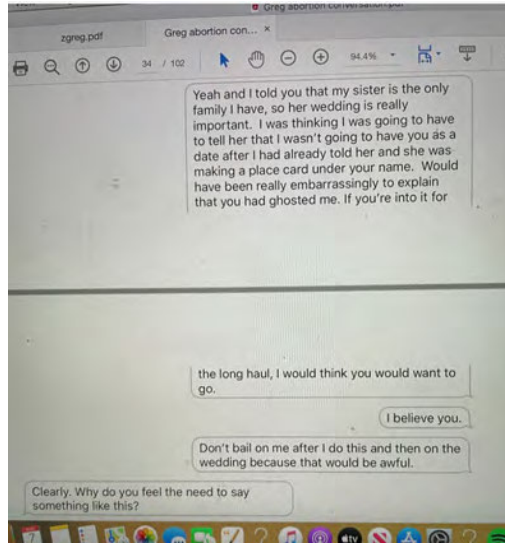 Greg abortion conversation.pdf
zgreg.pdf
Greg abortion con... ×
34 / 102
94.4%
Yeah and I told you that my sister is the only
family I have, so her wedding is really
important. I was thinking I was going to have
to tell her that I wasn't going to have you as a
date after I had already told her and she was
making a place card under your name. Would
have been really embarrassingly to explain
that you had ghosted me. If you're into it for
the long haul, I would think you would want to
go.
I believe you.
Don't bail on me after I do this and then on the
wedding because that would be awful.
Clearly. Why do you feel the need to say
something like this?
7
tv